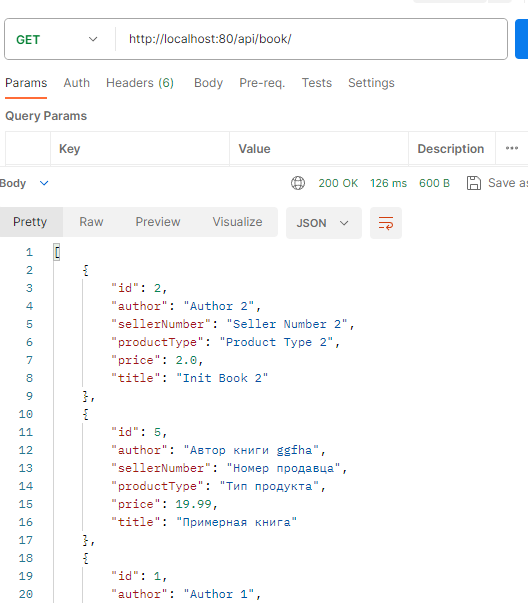 GET http://localhost:80/api/book/
Params Auth Headers (6) Body Pre-req. Tests Settings
Query Params
Key Value Description
Body 200 OK 126 ms 600 B Save as
Pretty Raw Preview Visualize JSON
1 [
2 {
3 "id": 2,
4 "author": "Author 2",
5 "sellerNumber": "Seller Number 2",
6 "productType": "Product Type 2",
7 "price": 2.0,
8 "title": "Init Book 2"
9 },
10 {
11 "id": 5,
12 "author": "Автор книги ggfha",
13 "sellerNumber": "Номер продавца",
14 "productType": "Тип продукта",
15 "price": 19.99,
16 "title": "Примерная книга"
17 },
18 {
19 "id": 1,
20 "author": "Author 1",